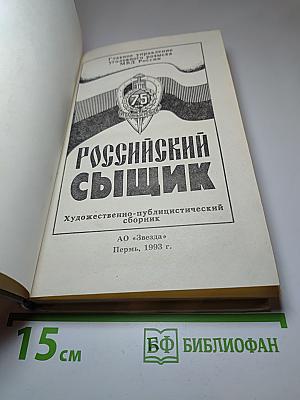 Главное управление
уголовного розыска
МВД России
75
РОССИЙСКИЙ
СЫЩИК
Художественно-публицистический
сборник
АО «Звезда»
Пермь, 1993 г.
15 см
БФ БИБЛИОФАН